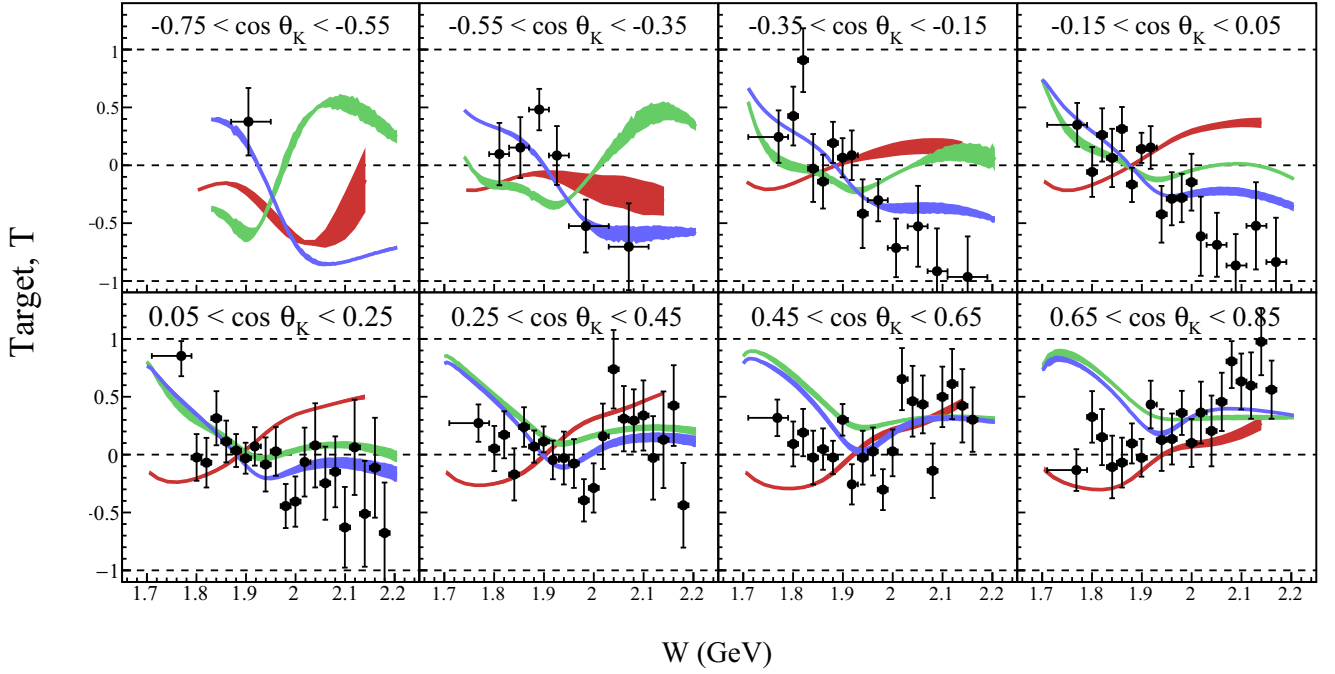 -0.75 < cos θK < -0.55
-0.55 < cos θK < -0.35
-0.35 < cos θK < -0.15
-0.15 < cos θK < 0.05
1
0.5
0
-0.5
−1
Target, T
0.05 < cos θK < 0.25
0.25 < cos θK < 0.45
0.45 < cos θK < 0.65
0.65 < cos θK < 0.85
1
0.5
0
-0.5
−1
1.7 1.8 1.9 2 2.1 2.2
1.7 1.8 1.9 2 2.1 2.2
1.7 1.8 1.9 2 2.1 2.2
1.7 1.8 1.9 2 2.1 2.2
W (GeV)